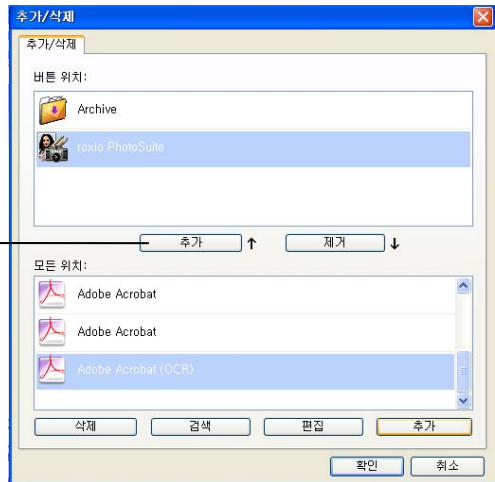 추가/삭제
추가/삭제
버튼 위치:
Archive
roxio PhotoSuite
추가 ↑ 제거 ↓
모든 위치:
Adobe Acrobat
Adobe Acrobat
Adobe Acrobat (OCR)
삭제 검색 편집 추가
확인 취소